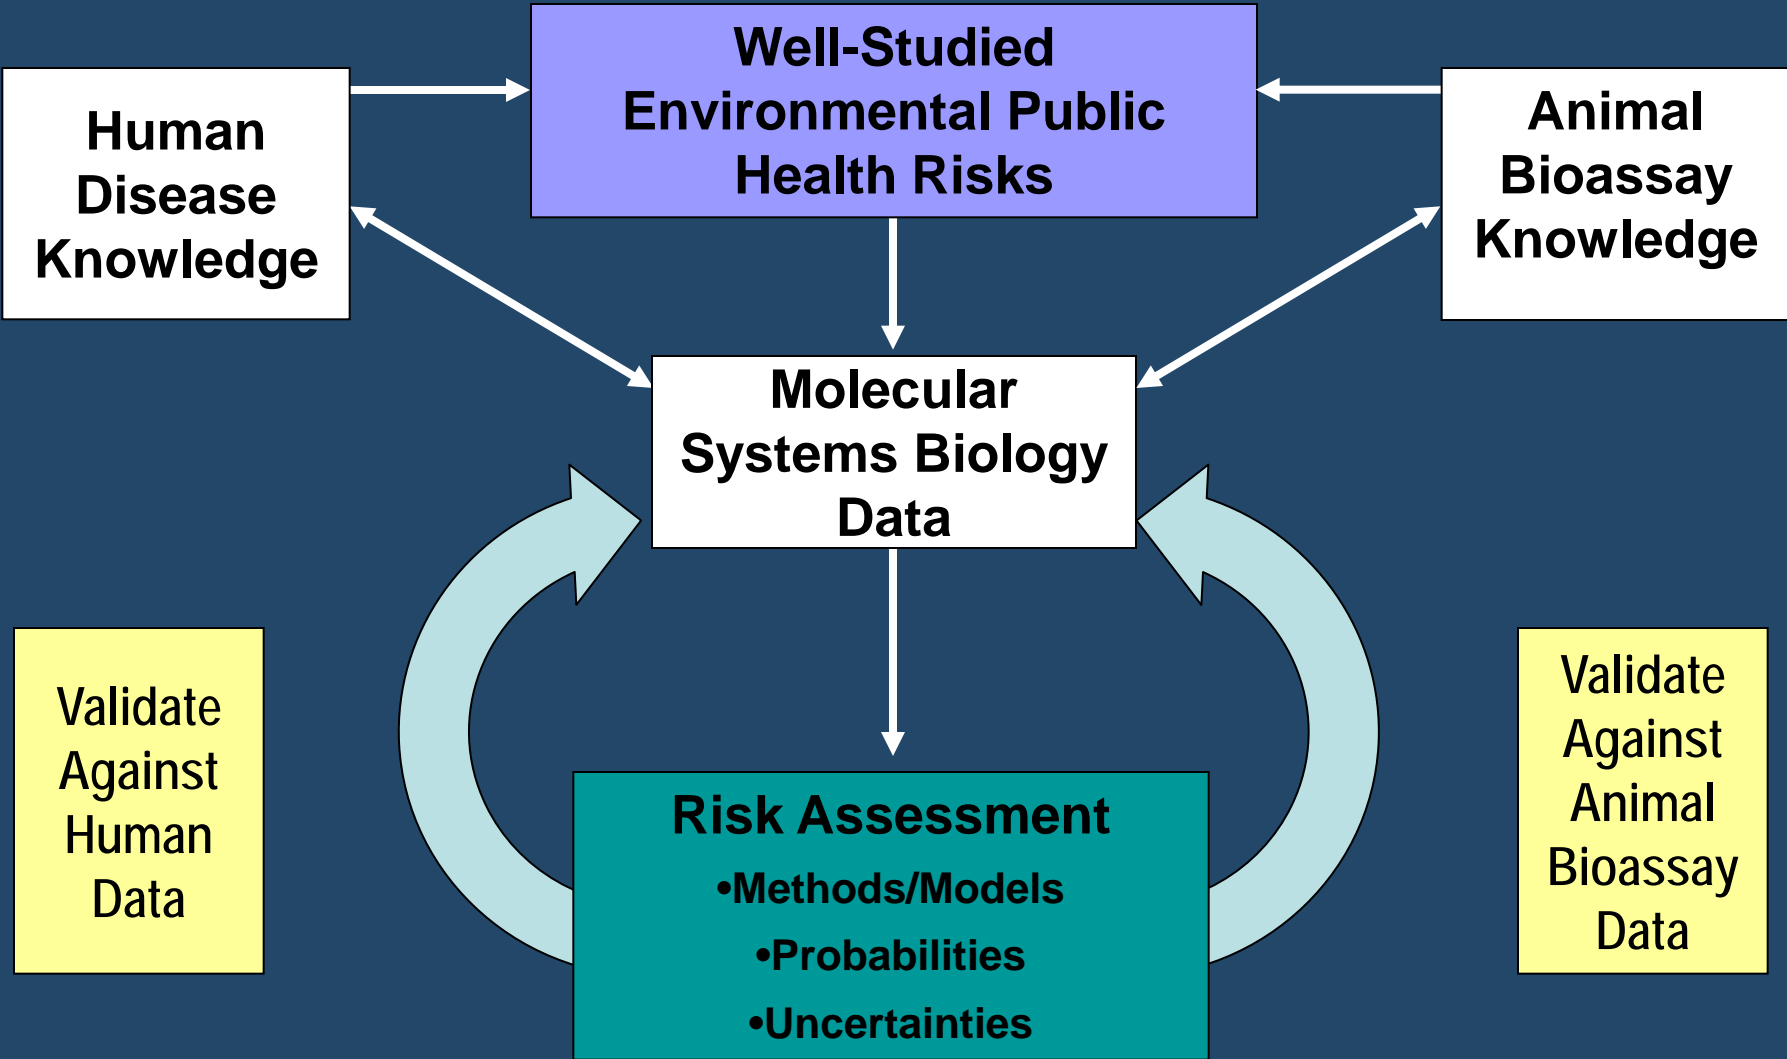 Well-Studied
Environmental Public
Health Risks
Human
Disease
Knowledge
Animal
Bioassay
Knowledge
Molecular
Systems Biology
Data
Validate
Against
Human
Data
Validate
Against
Animal
Bioassay
Data
Risk Assessment
•Methods/Models
•Probabilities
•Uncertainties